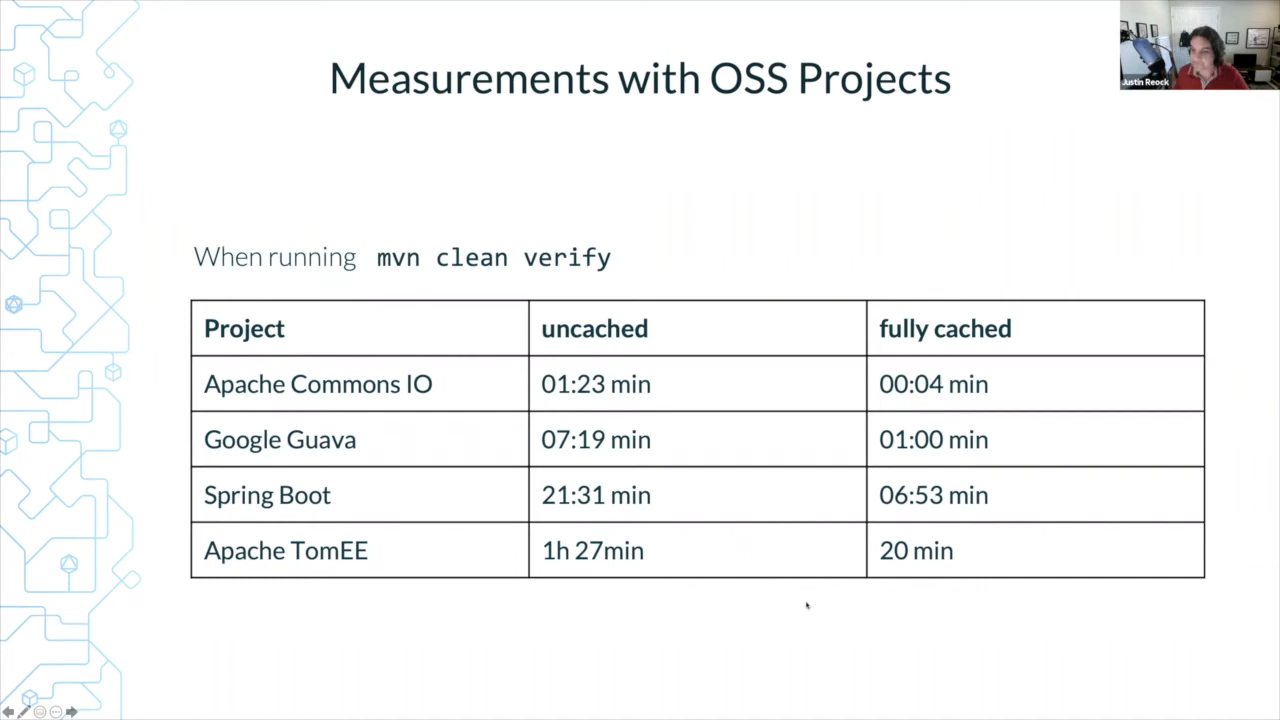 Measurements with OSS Projects
Justin Reock
When running mvn clean verify
Project uncached fully cached
Apache Commons IO 01:23 min 00:04 min
Google Guava 07:19 min 01:00 min
Spring Boot 21:31 min 06:53 min
Apache TomEE 1h 27min 20 min